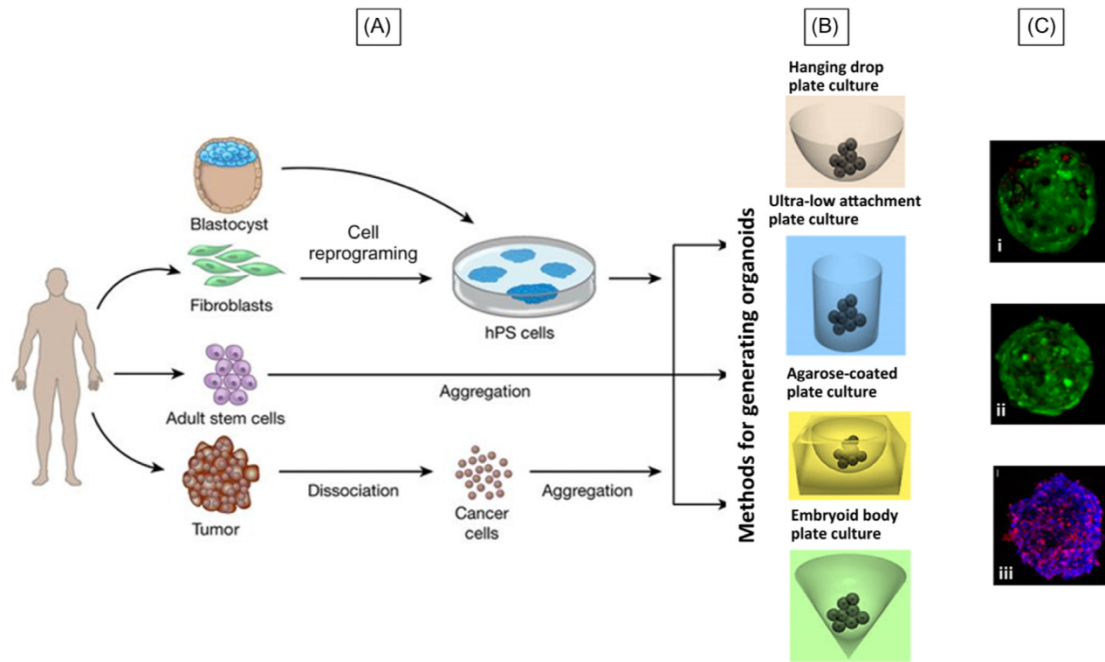 (A)
(B)
(C)
Blastocyst
Fibroblasts
Cell
reprograming
hPS cells
Adult stem cells
Aggregation
Tumor
Dissociation
Cancer
cells
Aggregation
Methods for generating organoids
Hanging drop
plate culture
Ultra-low attachment
plate culture
Agarose-coated
plate culture
Embryoid body
plate culture
i
ii
iii